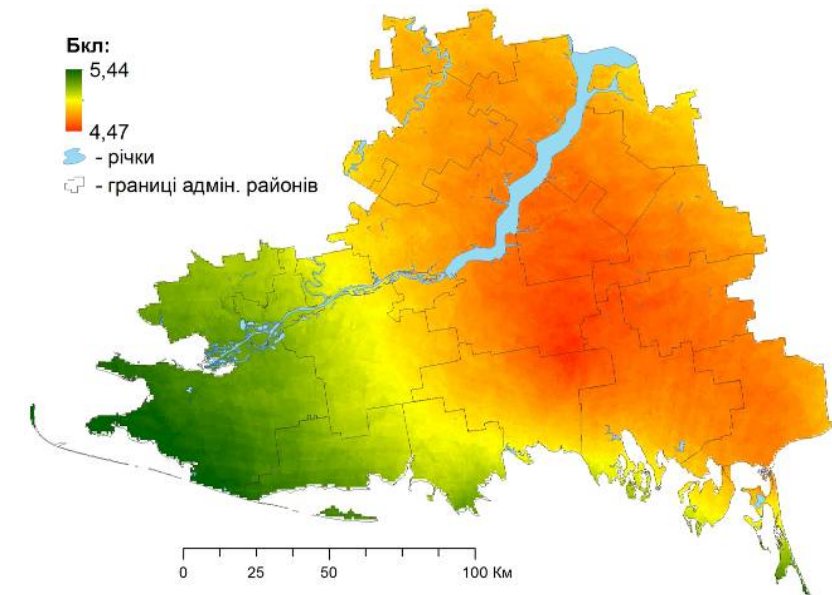 Бкл:
5,44
4,47
- річки
- границі адмін. районів
0 25 50 100 Км